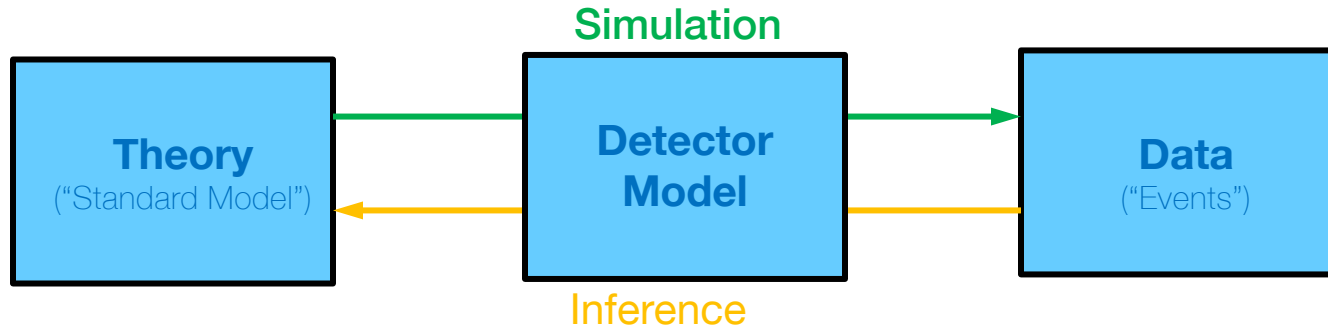 Simulation
Theory
(“Standard Model”)
Detector
Model
Data
(“Events”)
Inference